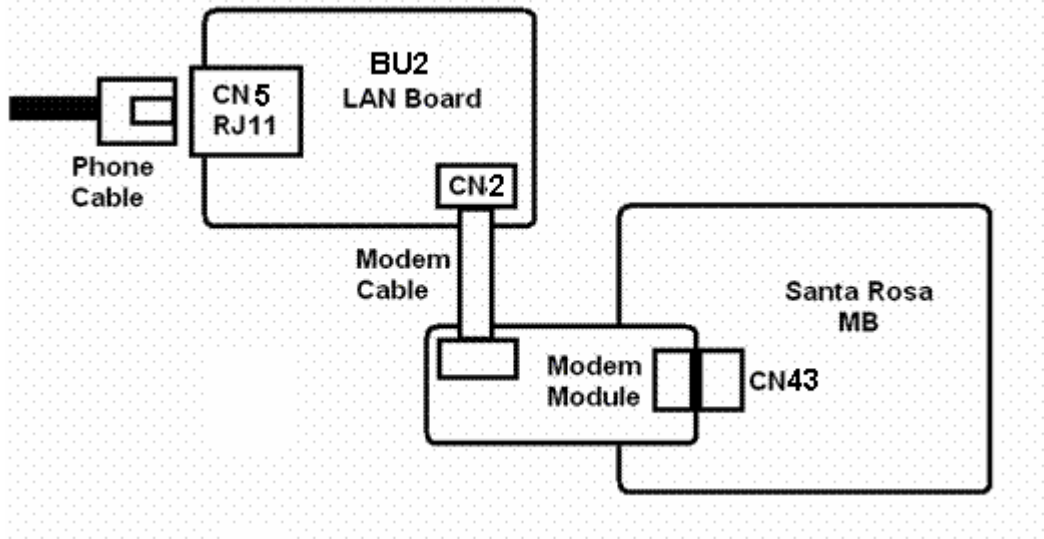 BU2
LAN Board
CN5
RJ11
Phone
Cable
CN2
Modem
Cable
Santa Rosa
MB
Modem
Module
CN43